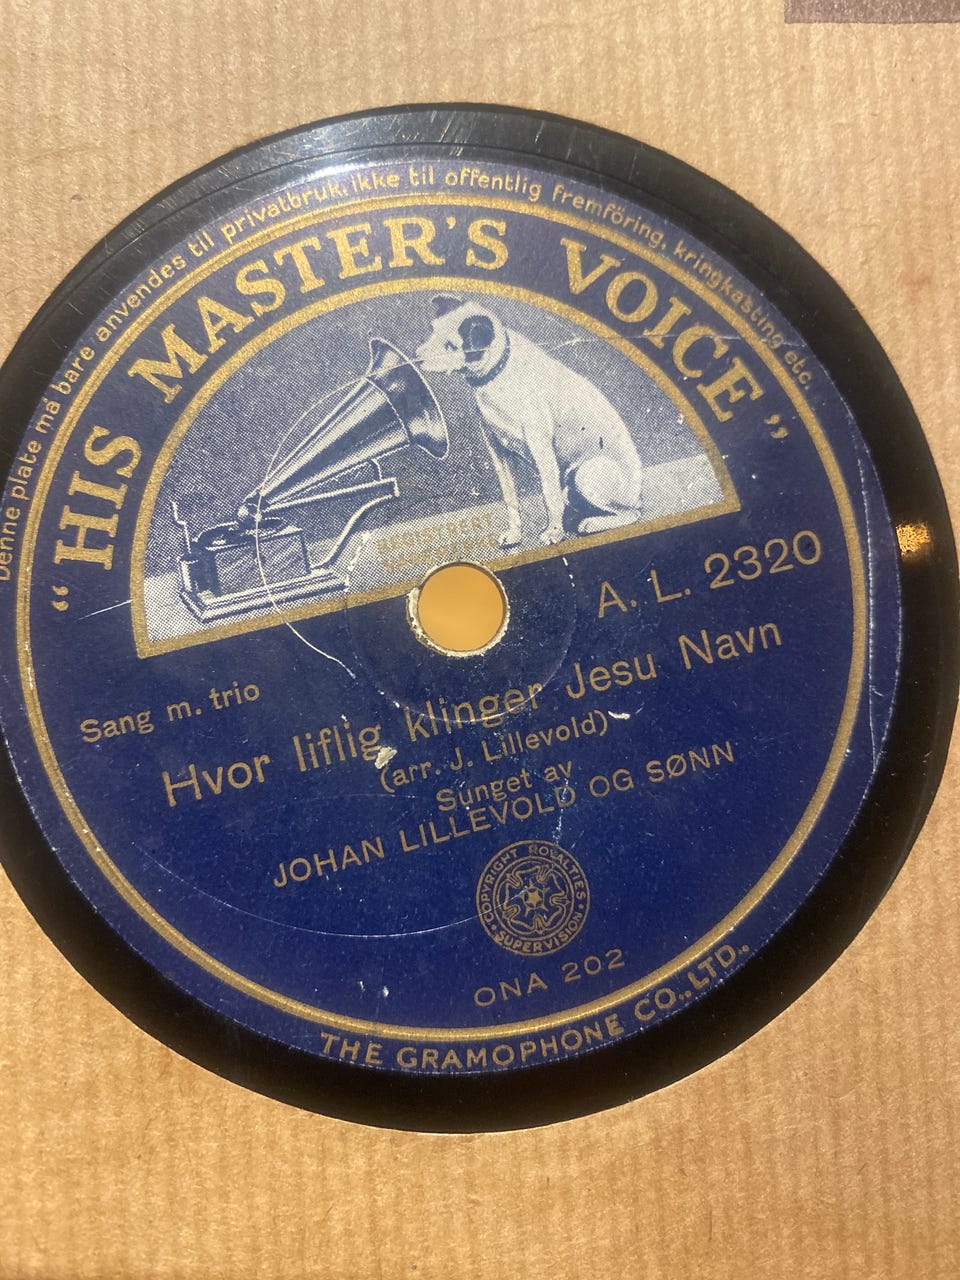 Denne plate må bare anvendes til privatbruk, ikke til offentlig fremföring, kringkasting etc.
"HIS MASTER'S VOICE"
A. L. 2320
Sang m. trio
Hvor liflig klinger Jesu Navn
(arr. J. Lillevold)
Sunget av
JOHAN LILLEVOLD OG SØNN
COPYRIGHT ROYALTIES
SUPERVISION
ONA 202
THE GRAMOPHONE CO., LTD.